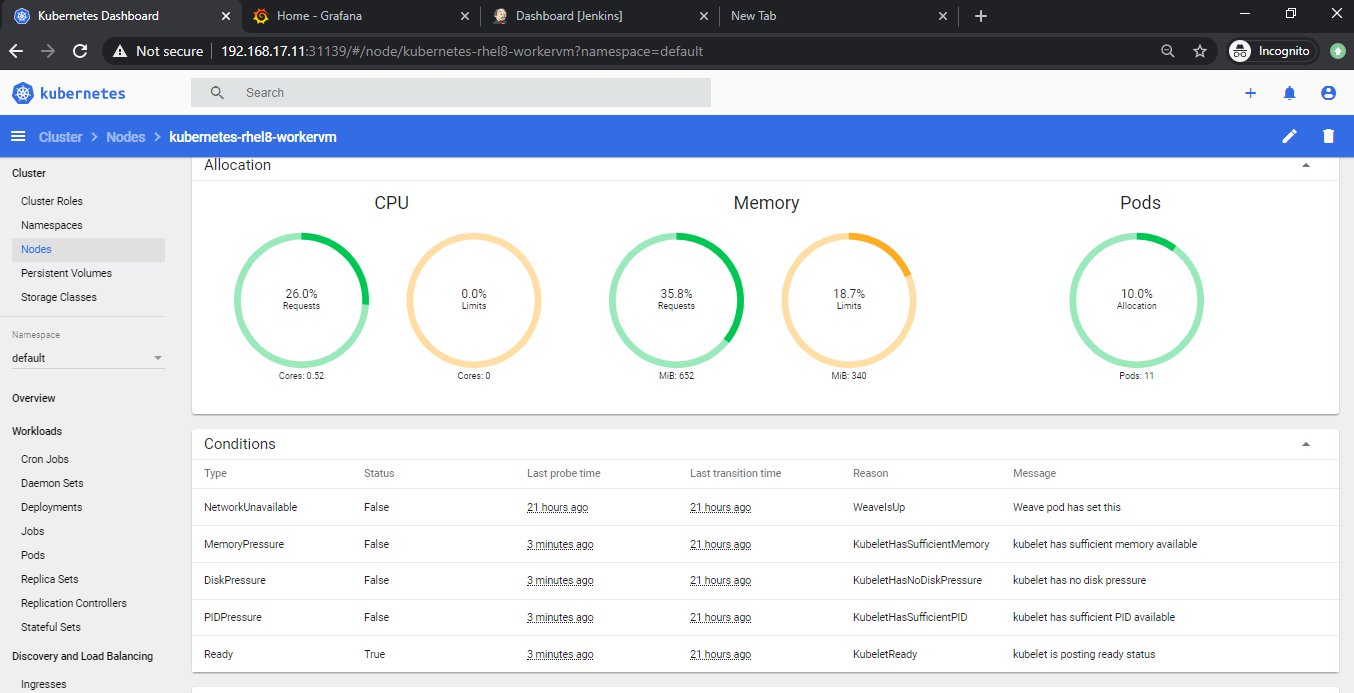 Kubernetes Dashboard
Home - Grafana
Dashboard [Jenkins]
New Tab
Not secure
192.168.17.11:31139/#/node/kubernetes-rhel8-workervm?namespace=default
Incognito
kubernetes
Search
Cluster
Nodes
kubernetes-rhel8-workervm
Cluster
Cluster Roles
Namespaces
Nodes
Persistent Volumes
Storage Classes
Namespace
default
Overview
Workloads
Cron Jobs
Daemon Sets
Deployments
Jobs
Pods
Replica Sets
Replication Controllers
Stateful Sets
Discovery and Load Balancing
Ingresses
Allocation
CPU
Memory
Pods
26.0%
Requests
0.0%
Limits
35.8%
Requests
18.7%
Limits
10.0%
Allocation
Cores: 0.52
Cores: 0
MiB: 652
MiB: 340
Pods: 11
Conditions
Type Status Last probe time Last transition time Reason Message
NetworkUnavailable False 21 hours ago 21 hours ago WeaveIsUp Weave pod has set this
MemoryPressure False 3 minutes ago 21 hours ago KubeletHasSufficientMemory kubelet has sufficient memory available
DiskPressure False 3 minutes ago 21 hours ago KubeletHasNoDiskPressure kubelet has no disk pressure
PIDPressure False 3 minutes ago 21 hours ago KubeletHasSufficientPID kubelet has sufficient PID available
Ready True 3 minutes ago 21 hours ago KubeletReady kubelet is posting ready status